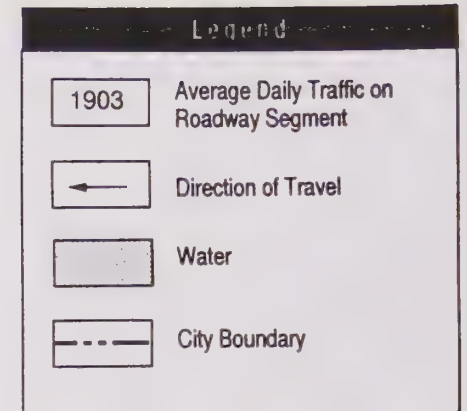 Legend
1903
Average Daily Traffic on
Roadway Segment
Direction of Travel
Water
City Boundary